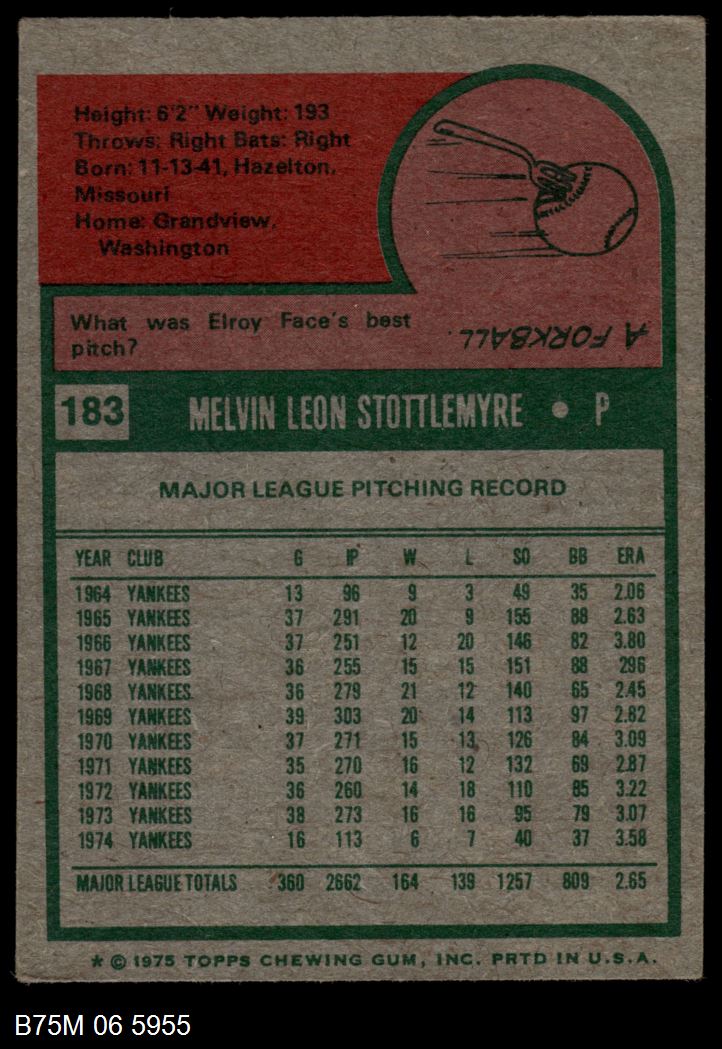 Height: 6'2" Weight: 193
Throws: Right Bats: Right
Born: 11-13-41, Hazelton,
Missouri
Home: Grandview,
Washington
What was Elroy Face's best
pitch?
A FORKBALL.
183 MELVIN LEON STOTTLEMYRE • P
MAJOR LEAGUE PITCHING RECORD
YEAR CLUB G IP W L SO BB ERA
1964 YANKEES 13 96 9 3 49 35 2.06
1965 YANKEES 37 291 20 9 155 88 2.63
1966 YANKEES 37 251 12 20 146 82 3.80
1967 YANKEES 36 255 15 15 151 88 296
1968 YANKEES 36 279 21 12 140 65 2.45
1969 YANKEES 39 303 20 14 113 97 2.82
1970 YANKEES 37 271 15 13 126 84 3.09
1971 YANKEES 35 270 16 12 132 69 2.87
1972 YANKEES 36 260 14 18 110 85 3.22
1973 YANKEES 38 273 16 16 95 79 3.07
1974 YANKEES 16 113 6 7 40 37 3.58
MAJOR LEAGUE TOTALS 360 2662 164 139 1257 809 2.65
* © 1975 TOPPS CHEWING GUM, INC. PRTD IN U.S.A.
B75M 06 5955